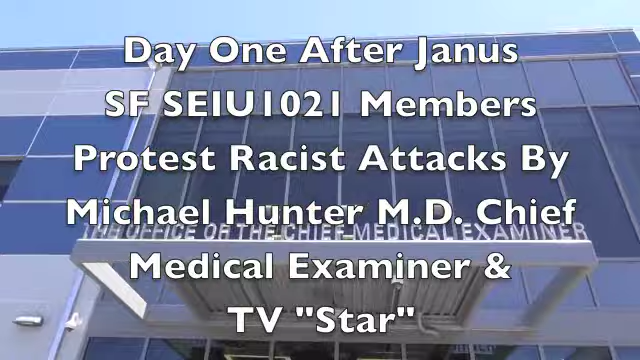 Day One After Janus
SF SEIU1021 Members
Protest Racist Attacks By
Michael Hunter M.D. Chief
THE OFFICE OF THE CHIEF MEDICAL EXAMINER
Medical Examiner &
TV "Star"